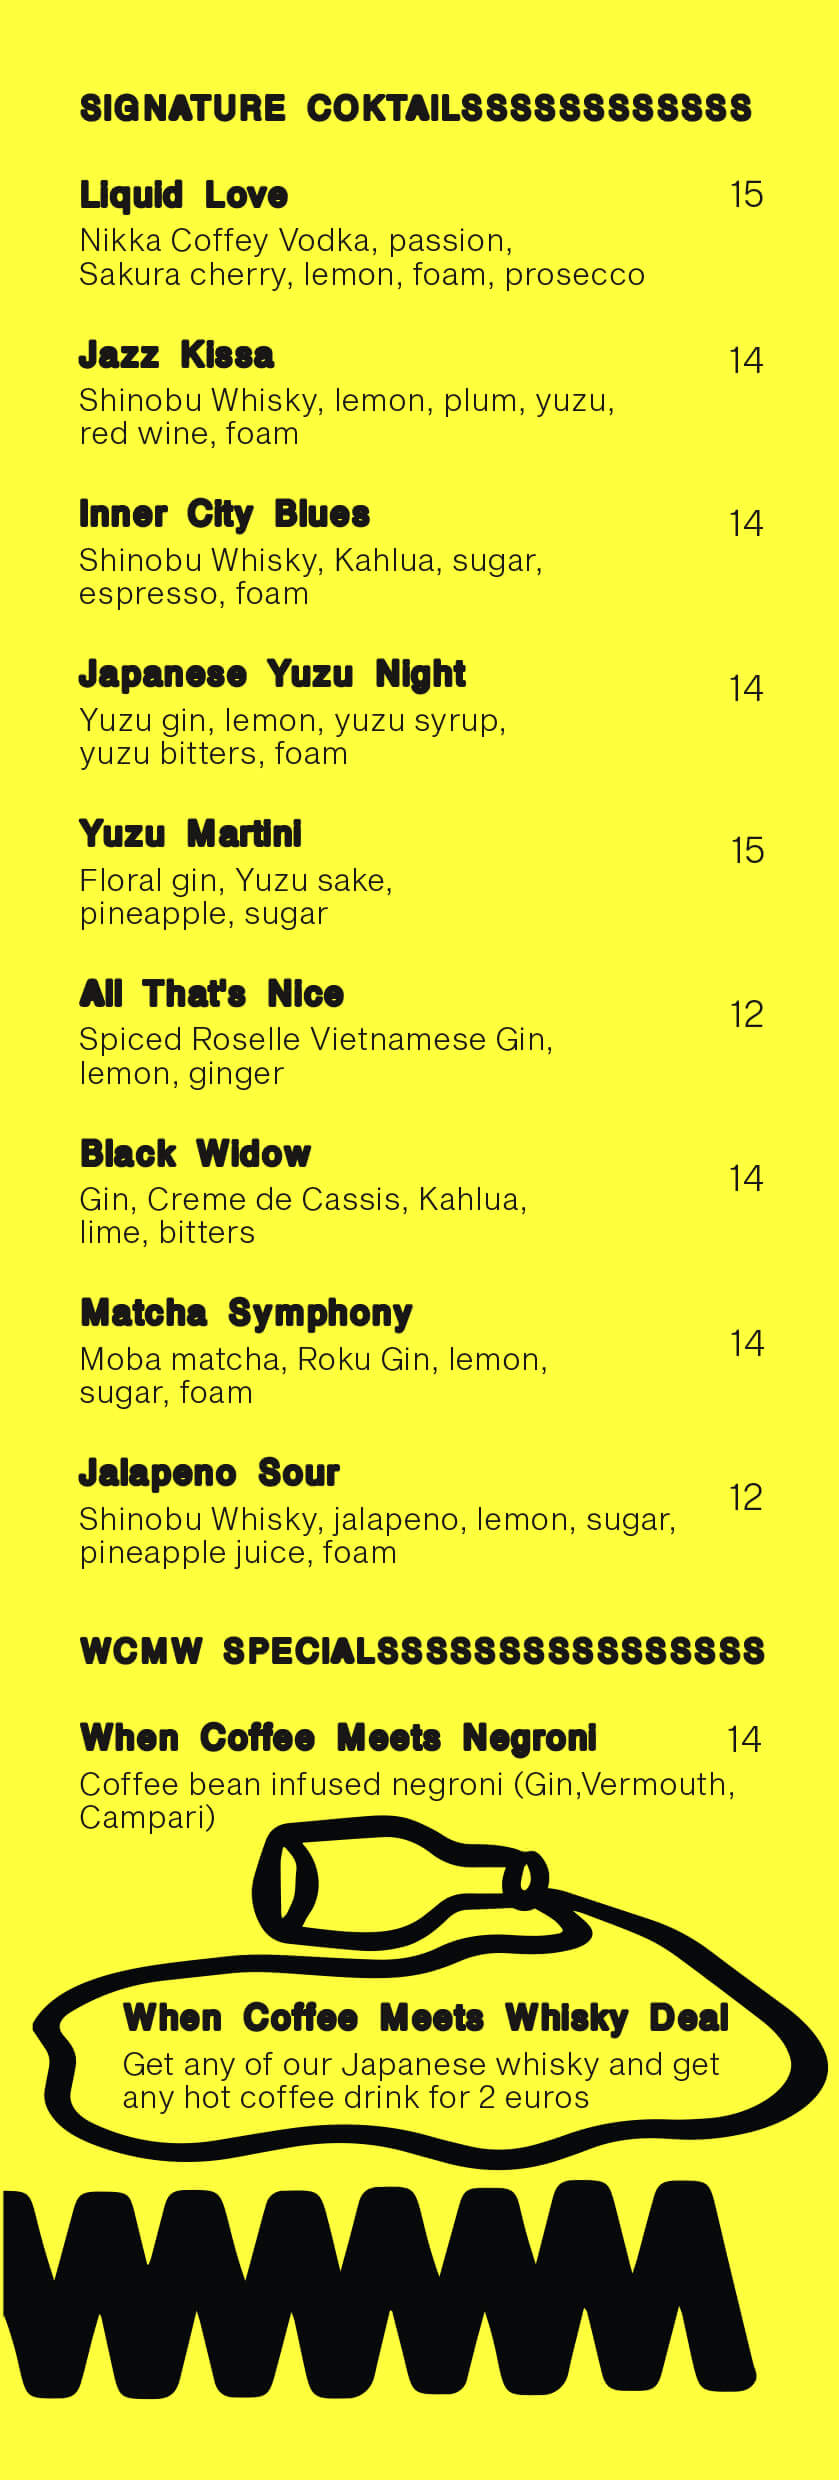 SIGNATURE COKTAILSSSSSSSSSSSS
Liquid Love 15
Nikka Coffey Vodka, passion,
Sakura cherry, lemon, foam, prosecco
Jazz Kissa 14
Shinobu Whisky, lemon, plum, yuzu,
red wine, foam
Inner City Blues 14
Shinobu Whisky, Kahlua, sugar,
espresso, foam
Japanese Yuzu Night 14
Yuzu gin, lemon, yuzu syrup,
yuzu bitters, foam
Yuzu Martini 15
Floral gin, Yuzu sake,
pineapple, sugar
All That's Nice 12
Spiced Roselle Vietnamese Gin,
lemon, ginger
Black Widow 14
Gin, Creme de Cassis, Kahlua,
lime, bitters
Matcha Symphony 14
Moba matcha, Roku Gin, lemon,
sugar, foam
Jalapeno Sour 12
Shinobu Whisky, jalapeno, lemon, sugar,
pineapple juice, foam
WCMW SPECIALSSSSSSSSSSSSSSSS
When Coffee Meets Negroni 14
Coffee bean infused negroni (Gin,Vermouth,
Campari)
When Coffee Meets Whisky Deal
Get any of our Japanese whisky and get
any hot coffee drink for 2 euros